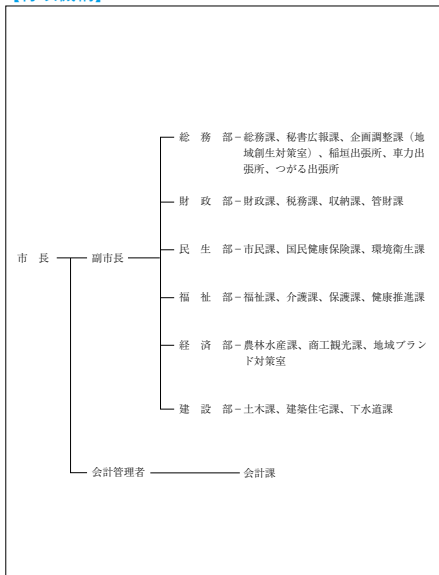 総務部−総務課、秘書広報課、企画調整課（地
域創生対策室）、稲垣出張所、車力出
張所、つがる出張所
財政部−財政課、税務課、収納課、管財課
民生部−市民課、国民健康保険課、環境衛生課
市長
副市長
福祉部−福祉課、介護課、保護課、健康推進課
経済部−農林水産課、商工観光課、地域ブラン
ド対策室
建設部−土木課、建築住宅課、下水道課
会計管理者
会計課